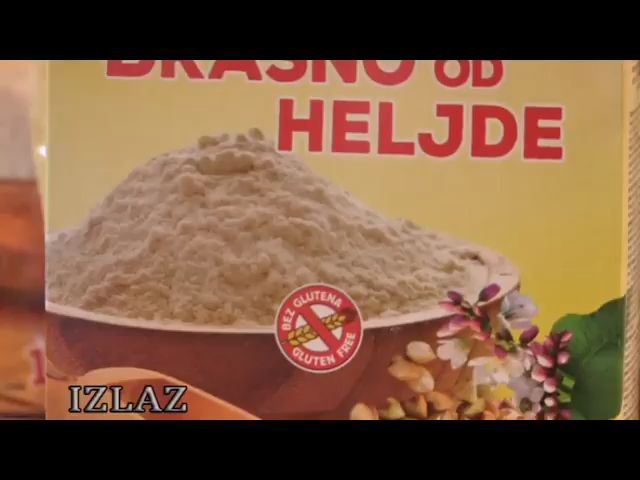 BRAŠNO OD
HELJDE
BEZ GLUTENA
GLUTEN FREE
IZLAZ